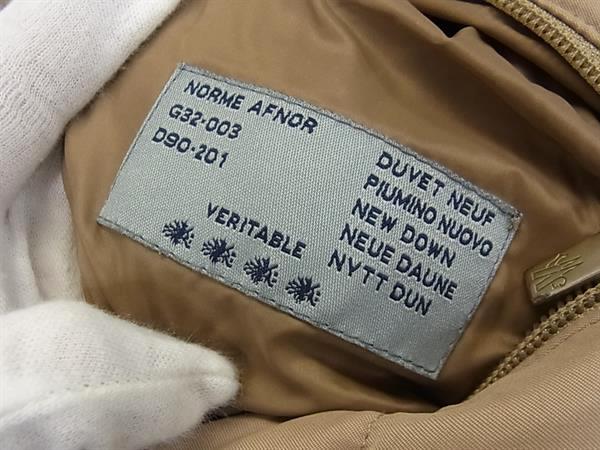 NORME AFNOR
G32-003
D90-201
VERITABLE
DUVET NEUF
PIUMINO NUOVO
NEW DOWN
NEUE DAUNE
NYTT DUN